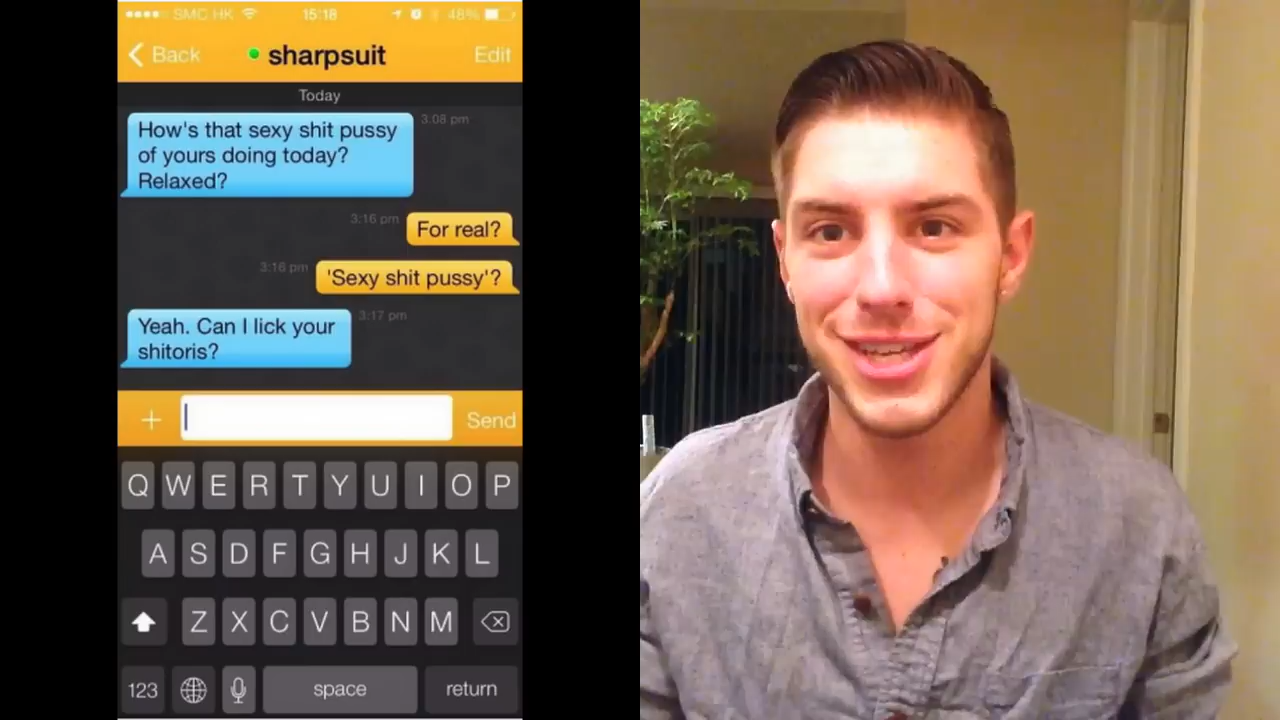 SMC HK 15:18 48%
Back sharpsuit Edit
Today
How's that sexy shit pussy 3:08 pm
of yours doing today?
Relaxed?
3:16 pm For real?
3:16 pm 'Sexy shit pussy'?
Yeah. Can I lick your 3:17 pm
shitoris?
+ Send
Q W E R T Y U I O P
A S D F G H J K L
Z X C V B N M
123 space return